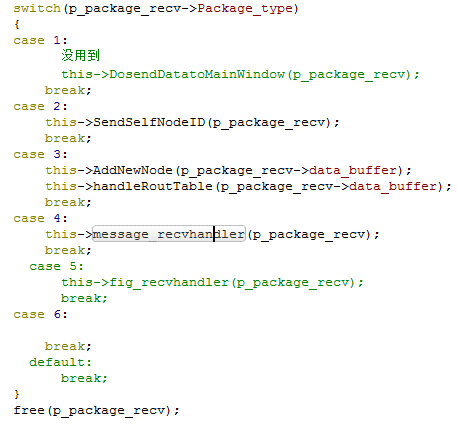 switch(p_package_recv->Package_type)
{
case 1:
没用到
this->DosendDatatoMainWindow(p_package_recv);
break;
case 2:
this->SendSelfNodeID(p_package_recv);
break;
case 3:
this->AddNewNode(p_package_recv->data_buffer);
this->handleRoutTable(p_package_recv->data_buffer);
break;
case 4:
this->message_recvhandler(p_package_recv);
break;
case 5:
this->fig_recvhandler(p_package_recv);
break;
case 6:
break;
default:
break;
}
free(p_package_recv);